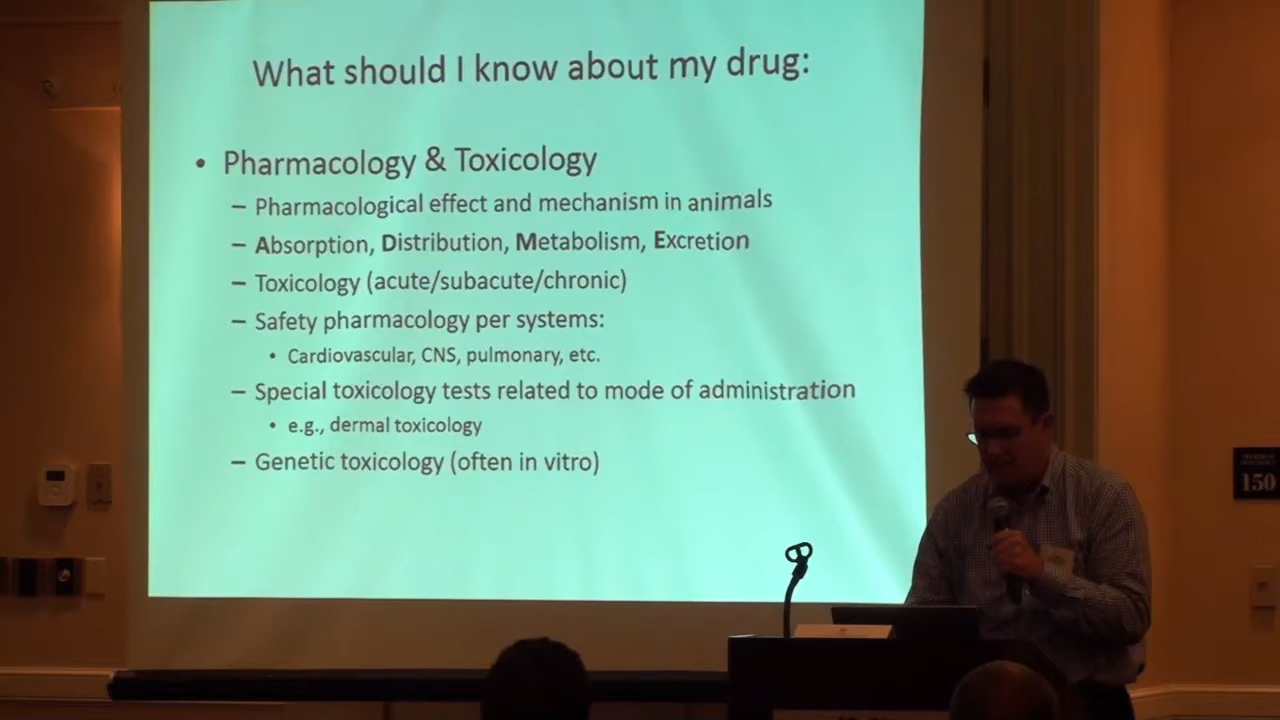 What should I know about my drug:
• Pharmacology & Toxicology
– Pharmacological effect and mechanism in animals
– Absorption, Distribution, Metabolism, Excretion
– Toxicology (acute/subacute/chronic)
– Safety pharmacology per systems:
• Cardiovascular, CNS, pulmonary, etc.
– Special toxicology tests related to mode of administration
• e.g., dermal toxicology
– Genetic toxicology (often in vitro)
150